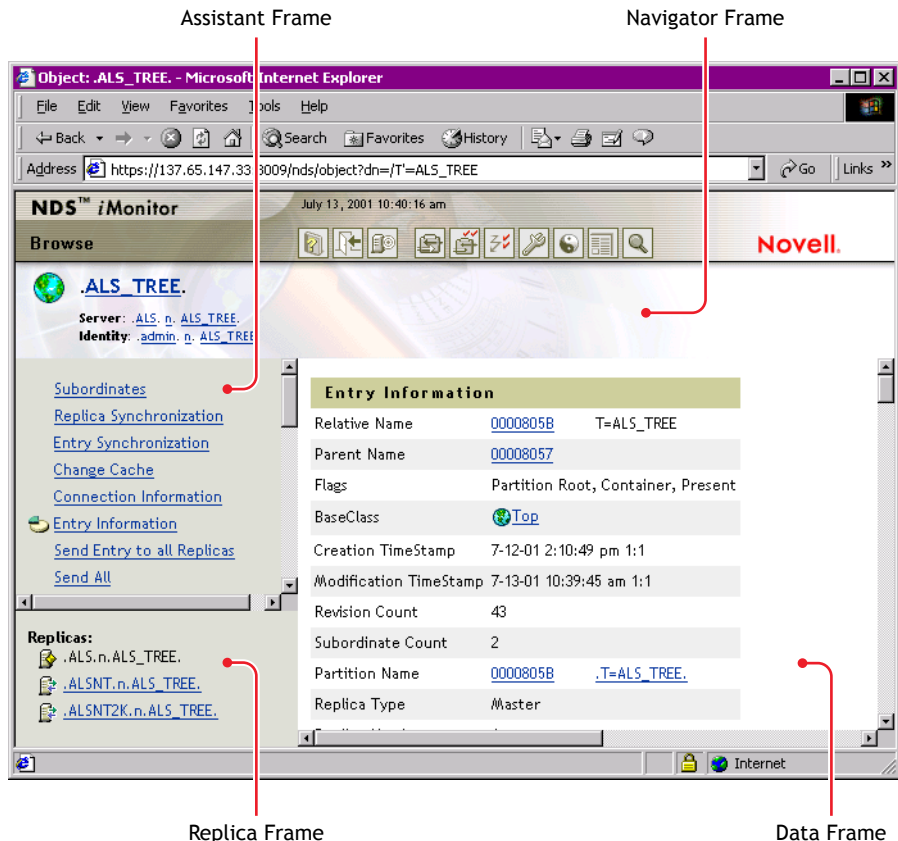 Assistant Frame
Navigator Frame
Object: .ALS_TREE. - Microsoft Internet Explorer
File Edit View Favorites Tools Help
Back Search Favorites History
Address https://137.65.147.33:8009/nds/object?dn=/T'=ALS_TREE Go Links »
NDS™ iMonitor
July 13, 2001 10:40:16 am
Browse
Novell.
.ALS_TREE.
Server: .ALS. n. ALS_TREE.
Identity: .admin. n. ALS_TREE
Subordinates
Replica Synchronization
Entry Synchronization
Change Cache
Connection Information
Entry Information
Send Entry to all Replicas
Send All
Replicas:
.ALS.n.ALS_TREE.
.ALSNT.n.ALS_TREE.
.ALSNT2K.n.ALS_TREE.
Entry Information
Relative Name 0000805B T=ALS_TREE
Parent Name 00008057
Flags Partition Root, Container, Present
BaseClass Top
Creation TimeStamp 7-12-01 2:10:49 pm 1:1
Modification TimeStamp 7-13-01 10:39:45 am 1:1
Revision Count 43
Subordinate Count 2
Partition Name 0000805B .T=ALS_TREE.
Replica Type Master
Internet
Replica Frame
Data Frame